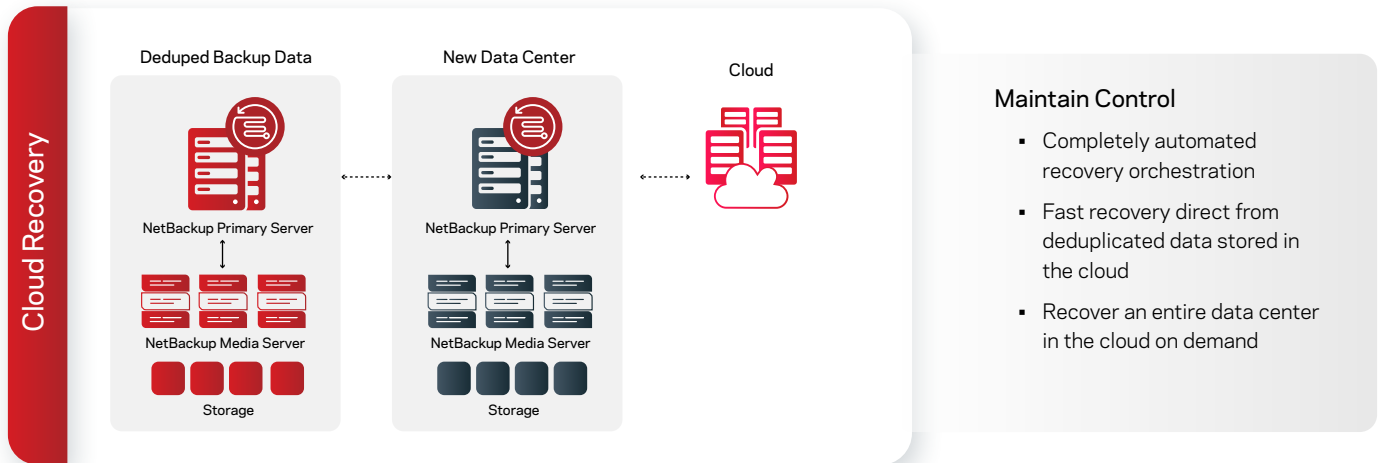 Cloud Recovery
Deduped Backup Data
NetBackup Primary Server
NetBackup Media Server
Storage
New Data Center
NetBackup Primary Server
NetBackup Media Server
Storage
Cloud
Maintain Control
▪ Completely automated
recovery orchestration
▪ Fast recovery direct from
deduplicated data stored in
the cloud
▪ Recover an entire data center
in the cloud on demand